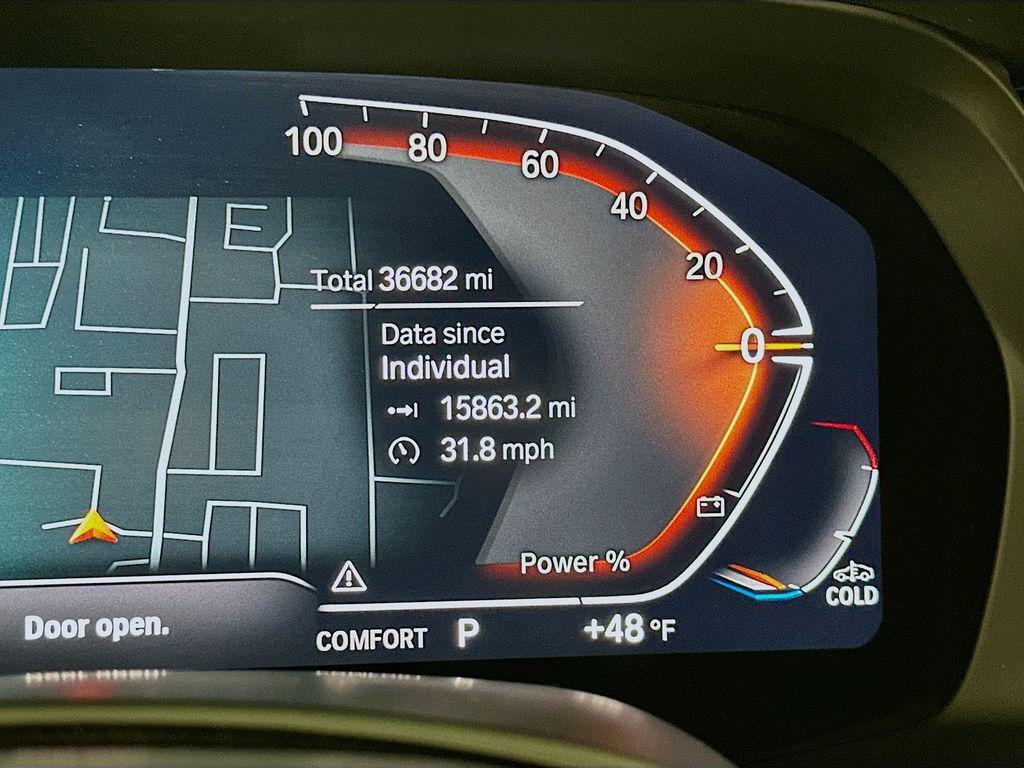 100
80
60
40
20
0
Total 36682 mi
Data since
Individual
15863.2 mi
31.8 mph
Power %
COLD
Door open.
COMFORT P +48 °F